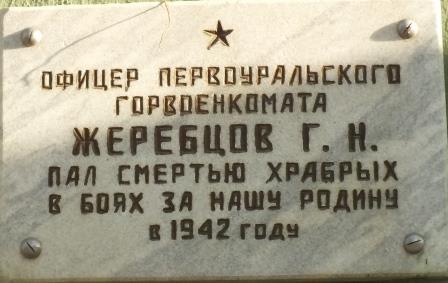 ОФИЦЕР ПЕРВОУРАЛЬСКОГО
ГОРВОЕНКОМАТА
ЖЕРЕБЦОВ Г. Н.
ПАЛ СМЕРТЬЮ ХРАБРЫХ
В БОЯХ ЗА НАШУ РОДИНУ
в 1942 году